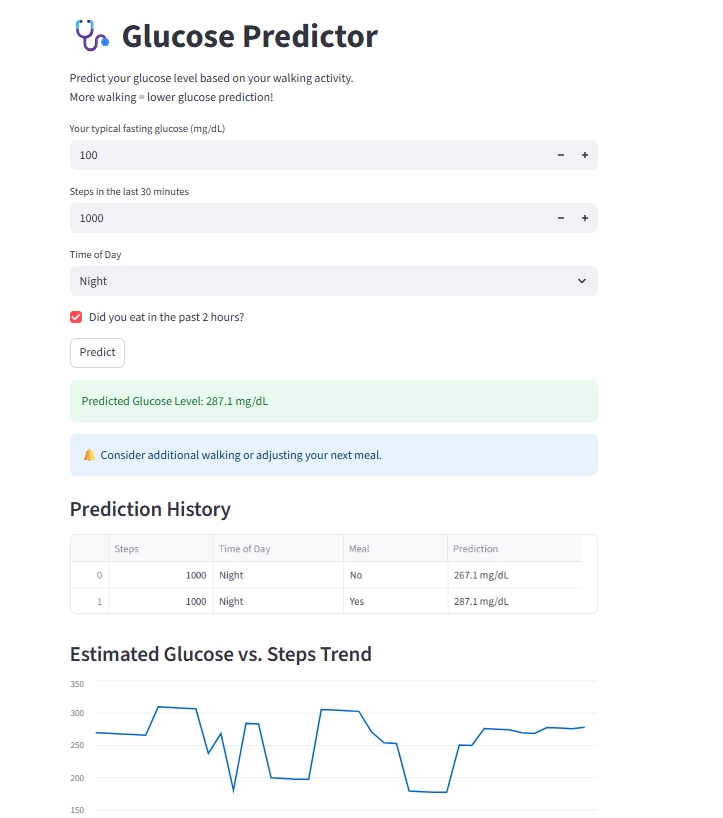 Glucose Predictor
Predict your glucose level based on your walking activity.
More walking = lower glucose prediction!
Your typical fasting glucose (mg/dL)
100 − +
Steps in the last 30 minutes
1000 − +
Time of Day
Night
Did you eat in the past 2 hours?
Predict
Predicted Glucose Level: 287.1 mg/dL
Consider additional walking or adjusting your next meal.
Prediction History
Steps Time of Day Meal Prediction
0 1000 Night No 267.1 mg/dL
1 1000 Night Yes 287.1 mg/dL
Estimated Glucose vs. Steps Trend
350
300
250
200
150